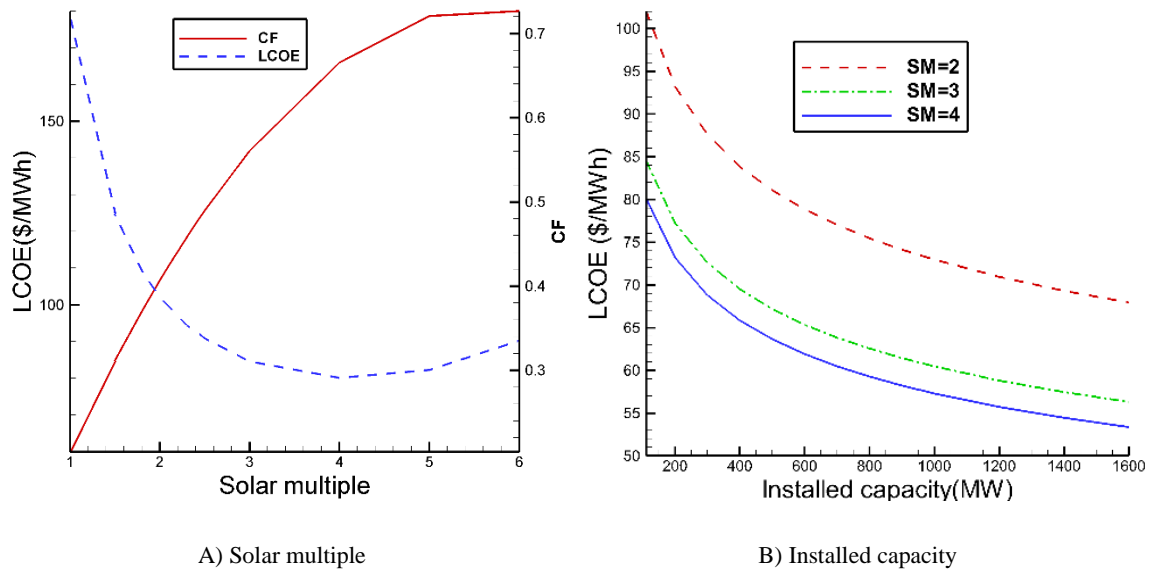 CF
LCOE
150
100
LCOE($/MWh)
0.7
0.6
0.5
0.4
0.3
CF
1 2 3 4 5 6
Solar multiple
A) Solar multiple
SM=2
SM=3
SM=4
100
95
90
85
80
75
70
65
60
55
50
LCOE ($/MWh)
200 400 600 800 1000 1200 1400 1600
Installed capacity(MW)
B) Installed capacity